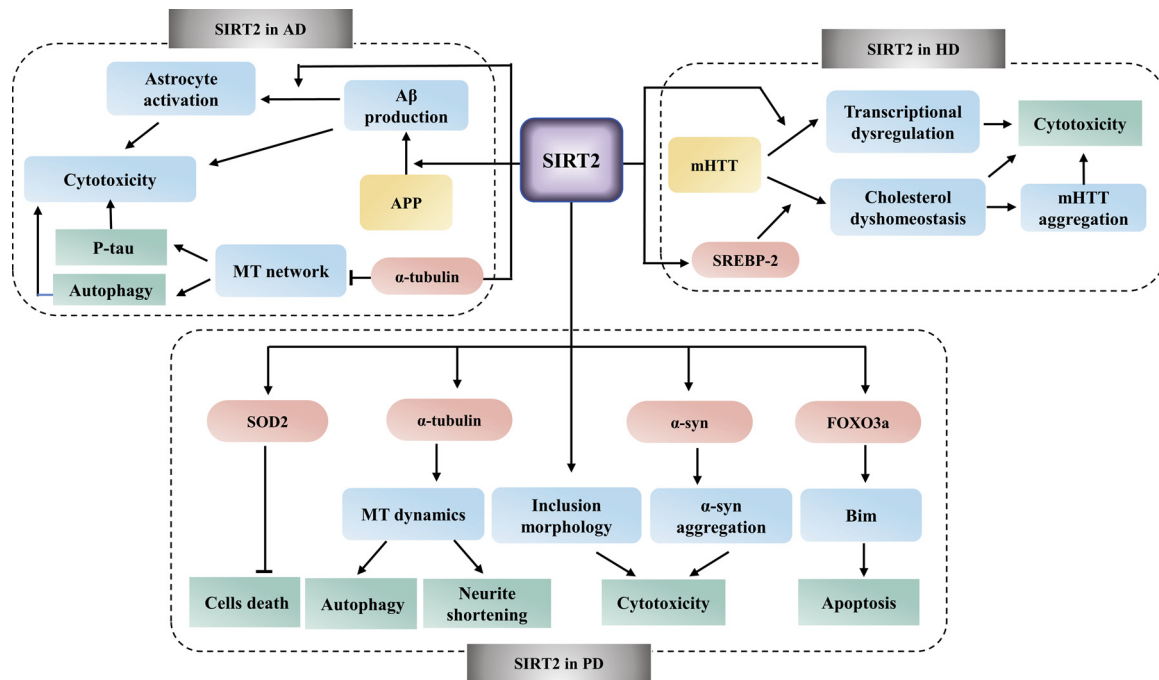 SIRT2 in AD
Astrocyte
activation
Aβ
production
Cytotoxicity
APP
P-tau
MT network
α-tubulin
Autophagy
SIRT2
SIRT2 in HD
mHTT
Transcriptional
dysregulation
Cytotoxicity
Cholesterol
dyshomeostasis
mHTT
aggregation
SREBP-2
SOD2
α-tubulin
α-syn
FOXO3a
MT dynamics
Inclusion
morphology
α-syn
aggregation
Bim
Cells death
Autophagy
Neurite
shortening
Cytotoxicity
Apoptosis
SIRT2 in PD